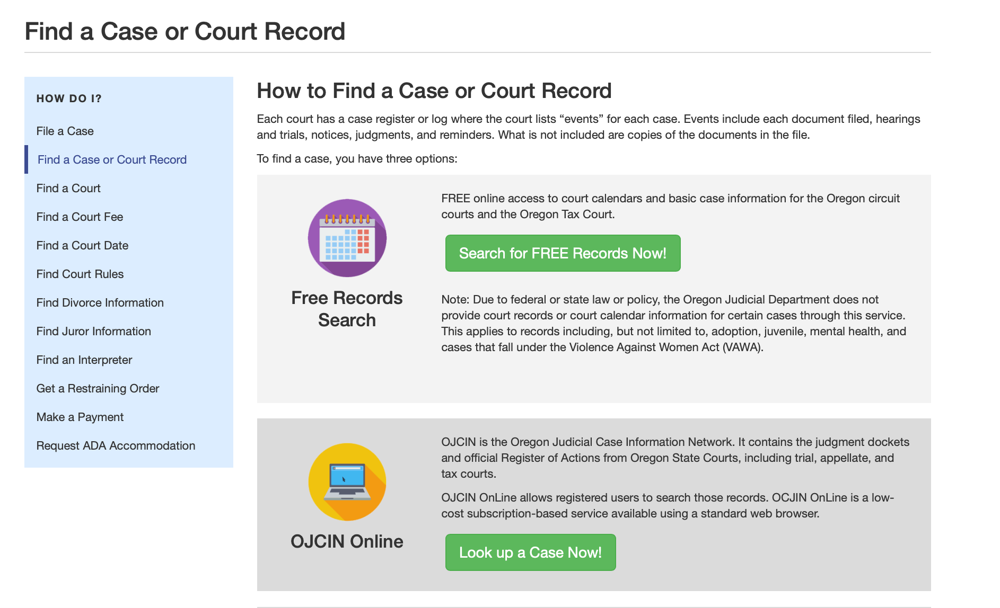 Find a Case or Court Record
HOW DO I?
File a Case
Find a Case or Court Record
Find a Court
Find a Court Fee
Find a Court Date
Find Court Rules
Find Divorce Information
Find Juror Information
Find an Interpreter
Get a Restraining Order
Make a Payment
Request ADA Accommodation
How to Find a Case or Court Record
Each court has a case register or log where the court lists “events” for each case. Events include each document filed, hearings
and trials, notices, judgments, and reminders. What is not included are copies of the documents in the file.
To find a case, you have three options:
Free Records
Search
FREE online access to court calendars and basic case information for the Oregon circuit
courts and the Oregon Tax Court.
Search for FREE Records Now!
Note: Due to federal or state law or policy, the Oregon Judicial Department does not
provide court records or court calendar information for certain cases through this service.
This applies to records including, but not limited to, adoption, juvenile, mental health, and
cases that fall under the Violence Against Women Act (VAWA).
OJCIN Online
OJCIN is the Oregon Judicial Case Information Network. It contains the judgment dockets
and official Register of Actions from Oregon State Courts, including trial, appellate, and
tax courts.
OJCIN OnLine allows registered users to search those records. OCJIN OnLine is a low-
cost subscription-based service available using a standard web browser.
Look up a Case Now!